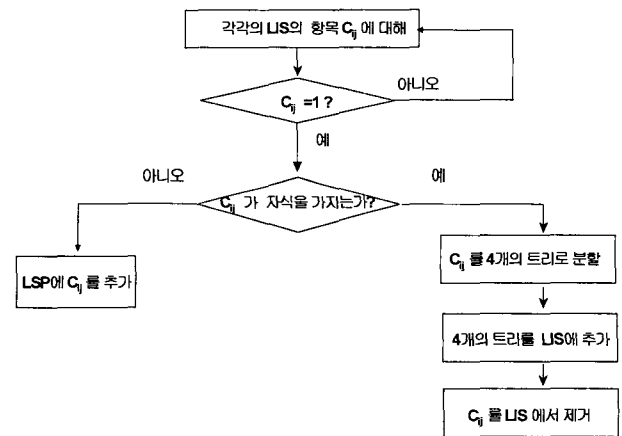 각각의 LIS의 항목 Cij 에 대해
아니오
Cij =1 ?
예
아니오
예
Cij 가 자식을 가지는가?
Cij 를 4개의 트리로 분할
LSP에 Cij 를 추가
4개의 트리를 LIS에 추가
Cij 를 LIS 에서 제거